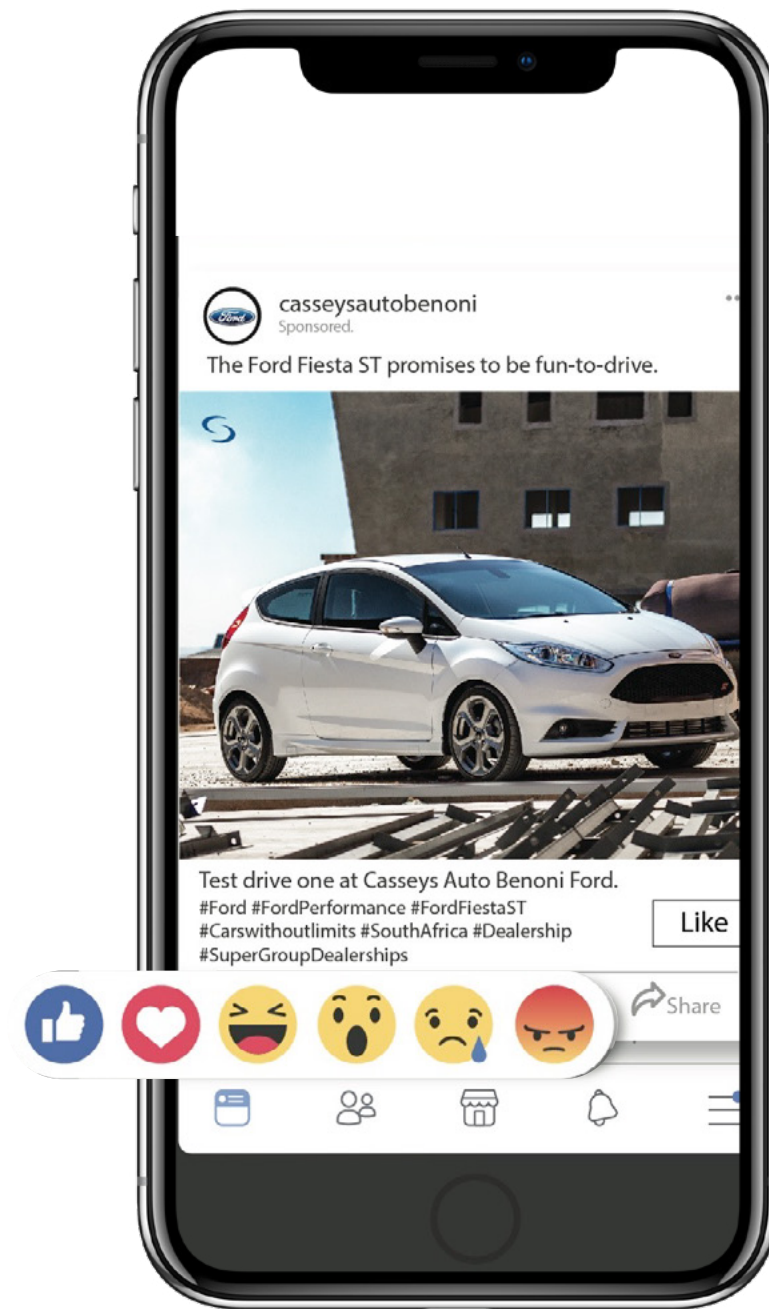 Ford
casseysautobenoni
Sponsored.
The Ford Fiesta ST promises to be fun-to-drive.
Test drive one at Casseys Auto Benoni Ford.
#Ford #FordPerformance #FordFiestaST
#Carswithoutlimits #SouthAfrica #Dealership
#SuperGroupDealerships
Like
Share